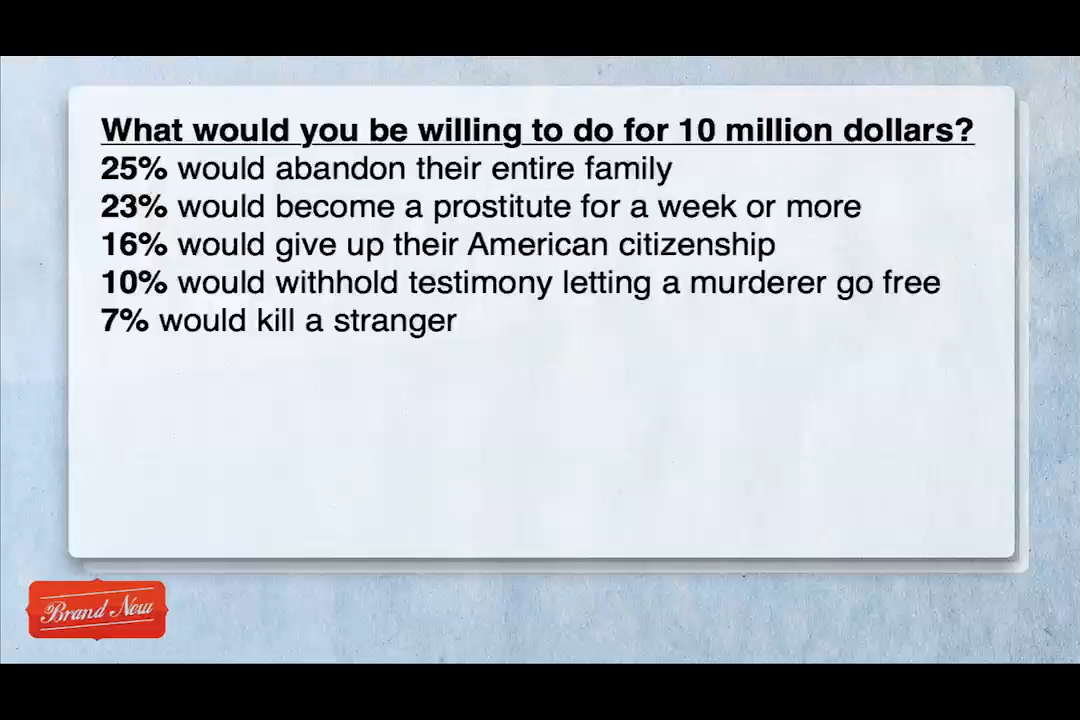 What would you be willing to do for 10 million dollars?
25% would abandon their entire family
23% would become a prostitute for a week or more
16% would give up their American citizenship
10% would withhold testimony letting a murderer go free
7% would kill a stranger
Brand New